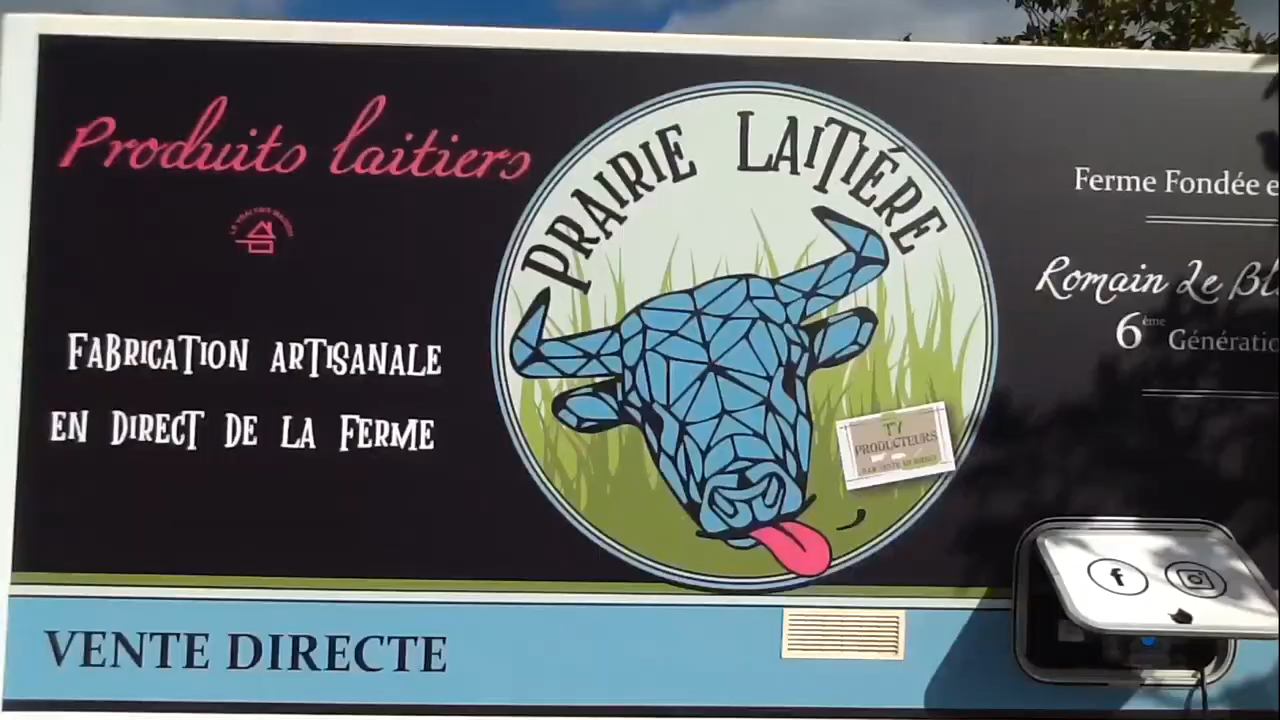 Produits laitiers
FABRICATION ARTISANALE
EN DIRECT DE LA FERME
PRAIRIE LAITIÉRE
TY
PRODUCTEURS
Ferme Fondée e
Romain Le Bl
6ème Génératio
VENTE DIRECTE